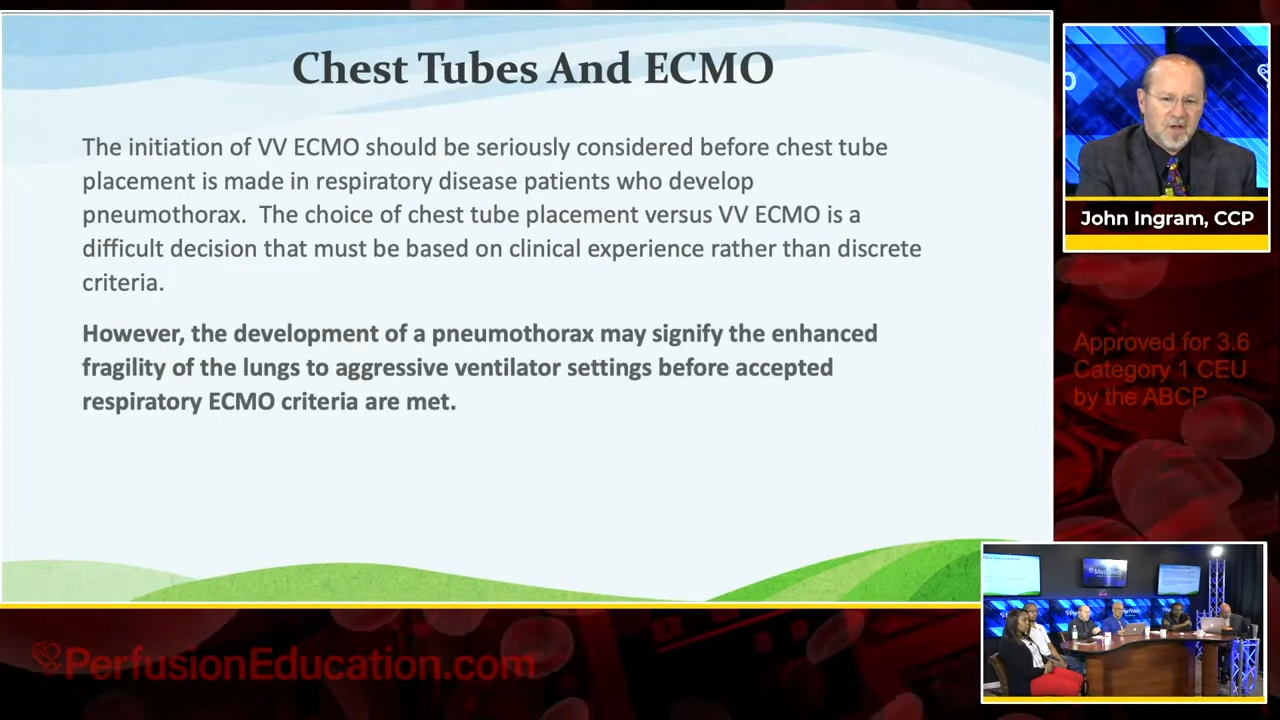 Chest Tubes And ECMO
The initiation of VV ECMO should be seriously considered before chest tube
placement is made in respiratory disease patients who develop
pneumothorax.  The choice of chest tube placement versus VV ECMO is a
difficult decision that must be based on clinical experience rather than discrete
criteria.
However, the development of a pneumothorax may signify the enhanced
fragility of the lungs to aggressive ventilator settings before accepted
respiratory ECMO criteria are met.
John Ingram, CCP
Approved for 3.6
Category 1 CEU
by the ABCP
PerfusionEducation.com